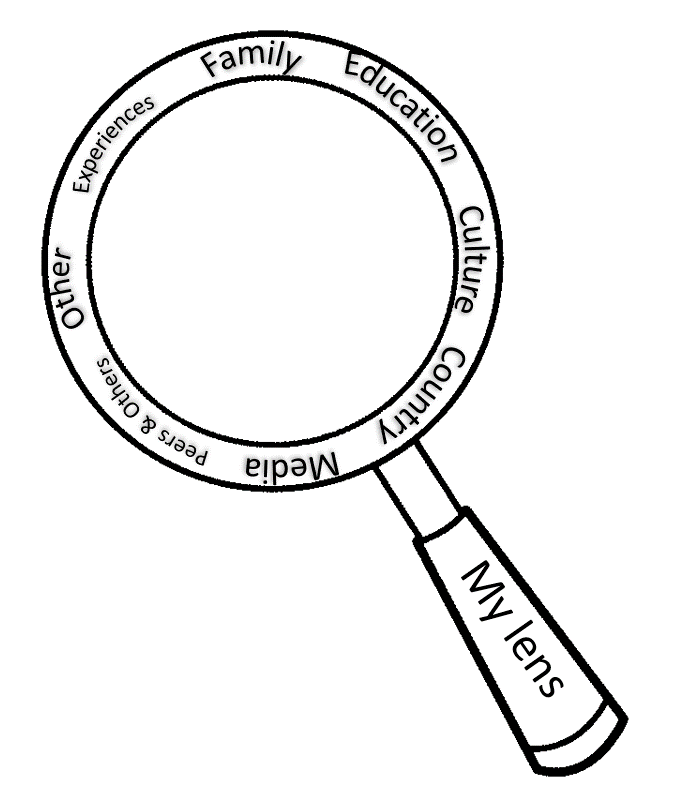 Family
Education
Culture
Country
Media
Peers & Others
Other
Experiences
My lens